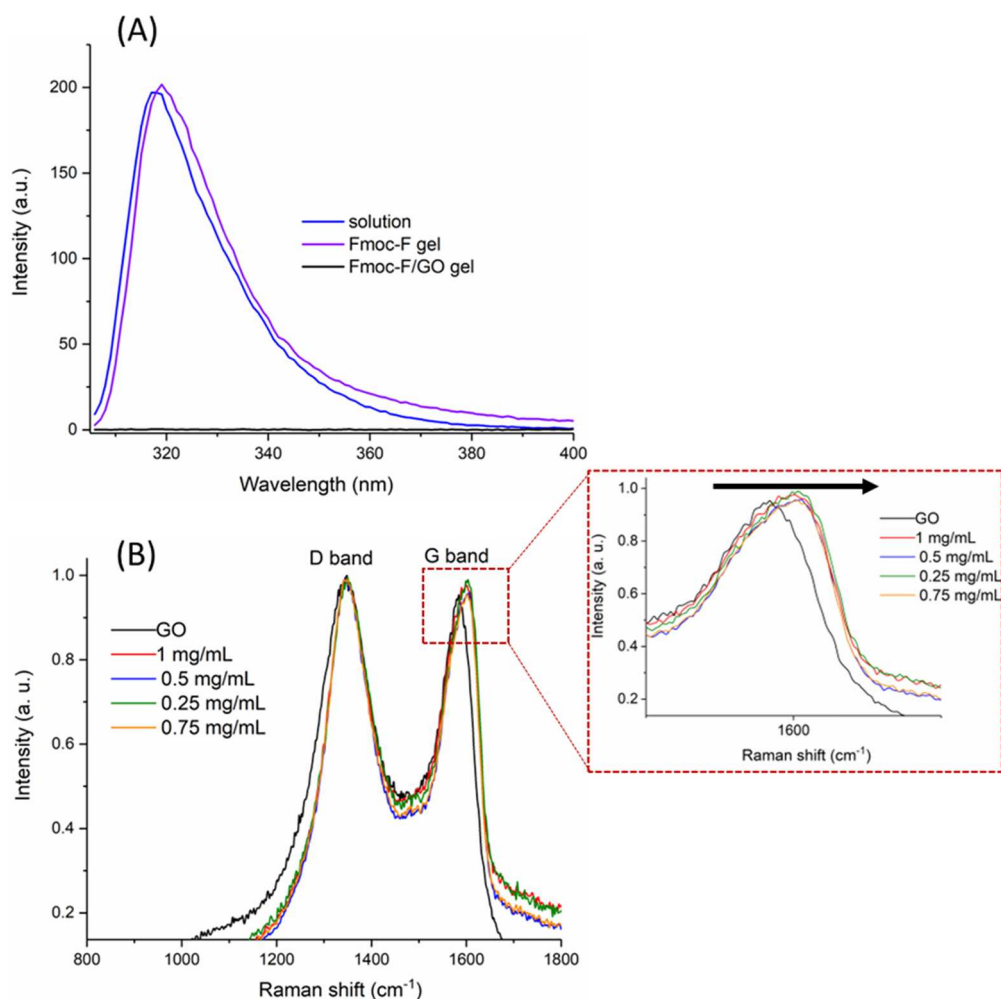 (A)
200
150
100
50
0
Intensity (a.u.)
solution
Fmoc-F gel
Fmoc-F/GO gel
320
340
360
380
400
Wavelength (nm)
(B)
D band
G band
1.0
0.8
0.6
0.4
0.2
Intensity (a. u.)
GO
1 mg/mL
0.5 mg/mL
0.25 mg/mL
0.75 mg/mL
800
1000
1200
1400
1600
1800
Raman shift (cm⁻¹)
1.0
0.8
0.6
0.4
0.2
Intensity (a. u.)
GO
1 mg/mL
0.5 mg/mL
0.25 mg/mL
0.75 mg/mL
1600
Raman shift (cm⁻¹)